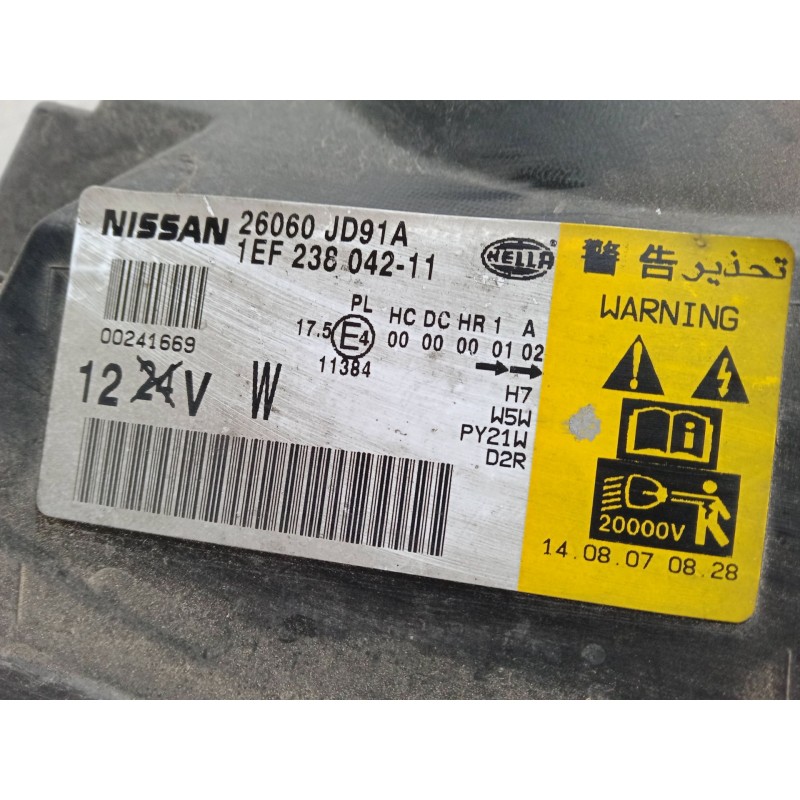 NISSAN 26060 JD91A
1EF 238 042-11
HELLA
®
00241669
PL HC DC HR 1 A
17.5 E4 00 00 00 01 02
11384
12 24 V W
H7
W5W
PY21W
D2R
警告 تحذير
WARNING
20000V
14.08.07 08.28